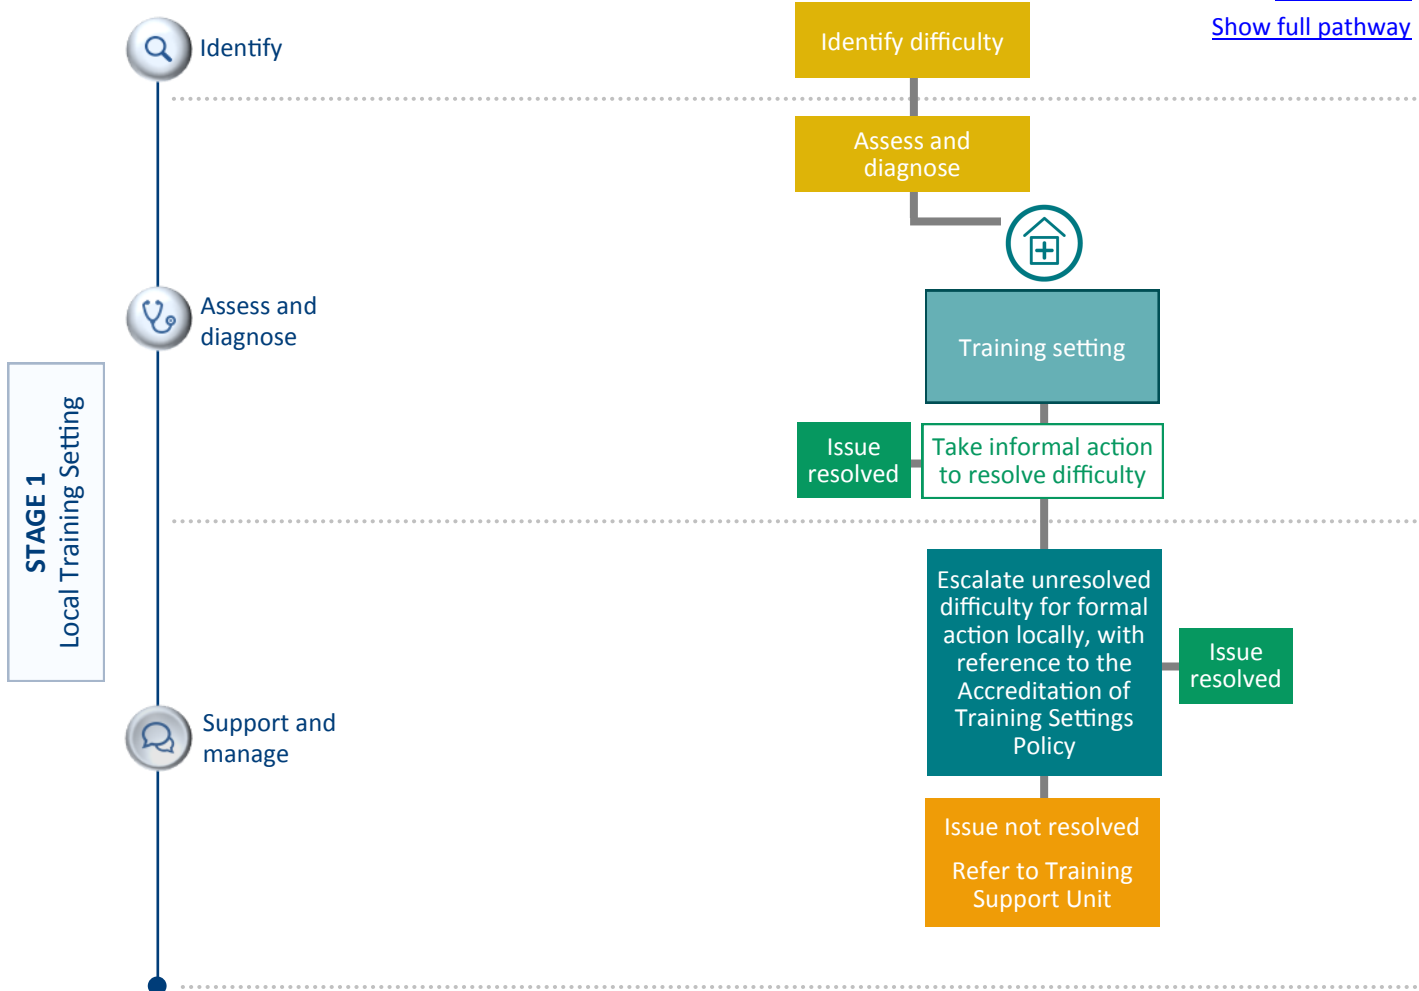 Identify
Identify difficulty
Show full pathway
Assess and
diagnose
Assess and
diagnose
Training setting
Issue
resolved
Take informal action
to resolve difficulty
STAGE 1
Local Training Setting
Escalate unresolved
difficulty for formal
action locally, with
reference to the
Accreditation of
Training Settings
Policy
Issue
resolved
Support and
manage
Issue not resolved
Refer to Training
Support Unit